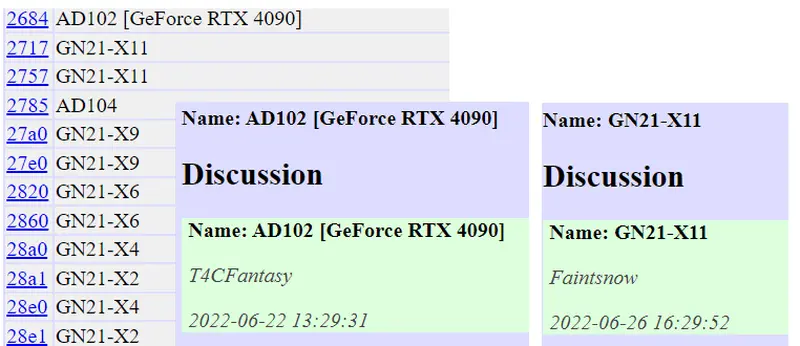 2684 AD102 [GeForce RTX 4090]
2717 GN21-X11
2757 GN21-X11
2785 AD104
27a0 GN21-X9
27e0 GN21-X9
2820 GN21-X6
2860 GN21-X6
28a0 GN21-X4
28a1 GN21-X2
28e0 GN21-X4
28e1 GN21-X2
Name: AD102 [GeForce RTX 4090]
Discussion
Name: AD102 [GeForce RTX 4090]
T4CFantasy
2022-06-22 13:29:31
Name: GN21-X11
Discussion
Name: GN21-X11
Faintsnow
2022-06-26 16:29:52